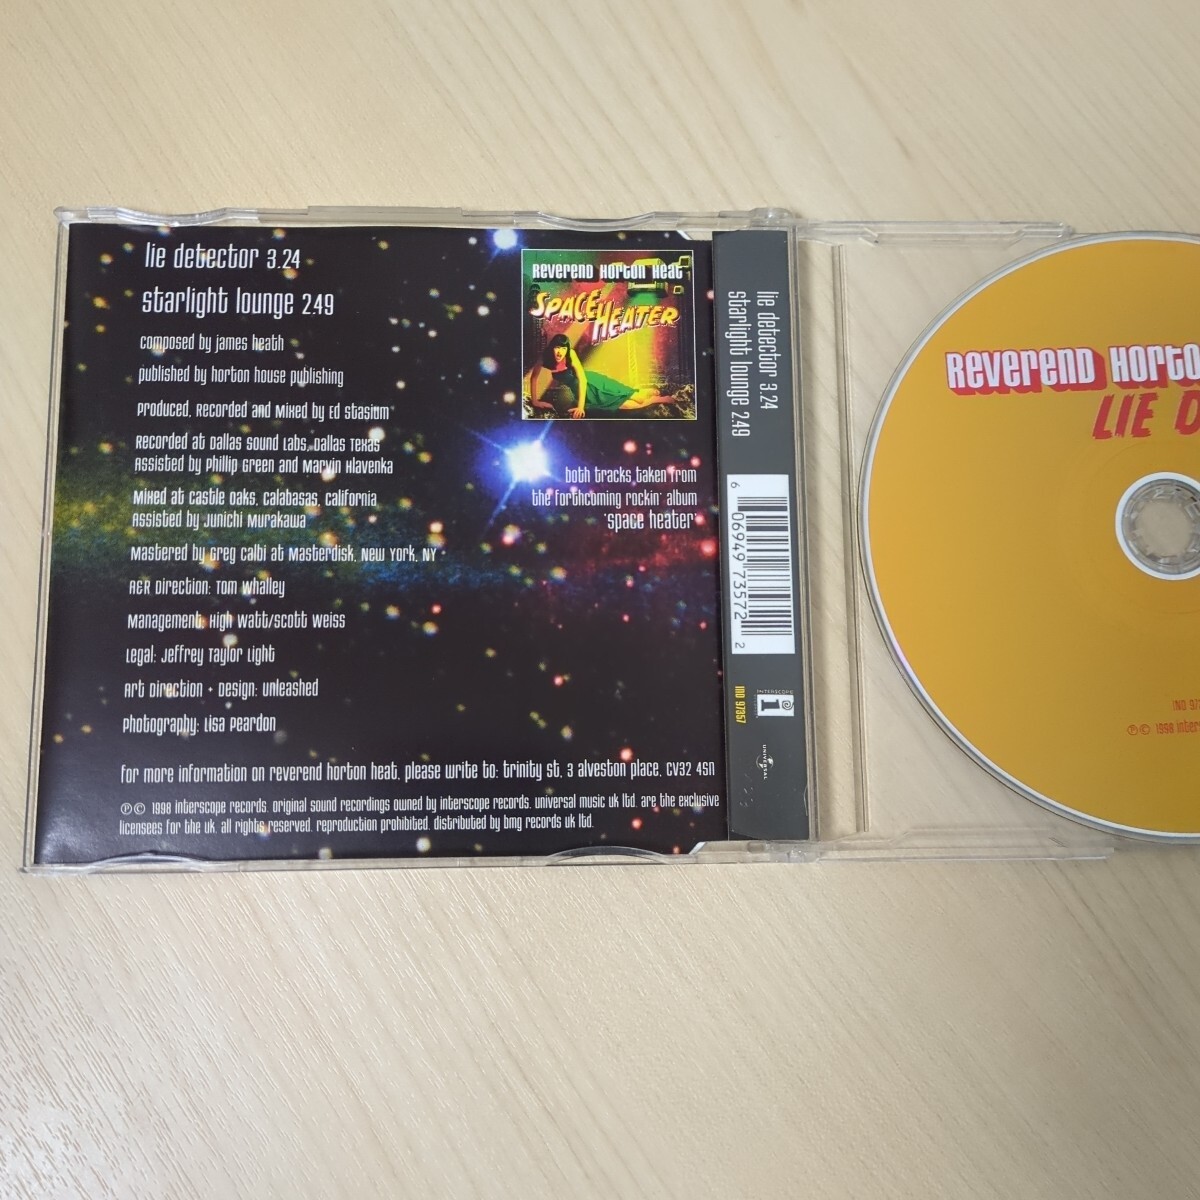 lie detector 3.24
starlight lounge 2.49
composed by james heath
published by horton house publishing
Produced, Recorded and Mixed by Ed Stasium
Recorded at Dallas Sound Labs, Dallas Texas
Assisted by Phillip Green and Marvin Hlavenka
Mixed at Castle Oaks, Calabasas, California
Assisted by Junichi Murakawa
Mastered by Greg Calbi at Masterdisk, New York, NY
A&R Direction: Tom Whalley
Management: High Watt/Scott Weiss
Legal: Jeffrey Taylor Light
Art Direction + Design: Unleashed
Photography: Lisa Peardon
for more information on reverend horton heat, please write to: trinity st, 3 alveston place, CV32 4SN
℗© 1998 interscope records. original sound recordings owned by interscope records. universal music uk ltd. are the exclusive
licensees for the uk. all rights reserved. reproduction prohibited. distributed by bmg records uk ltd.
Reverend Horton Heat
SPACE HEATER
both tracks taken from
the forthcoming rockin' album
'space heater'
lie detector 3.24
starlight lounge 2.49
6 06949 73572 2
IND 97357
INTERSCOPE
UNIVERSAL
Reverend Horto
LIE D
IND 97
℗© 1998 inters